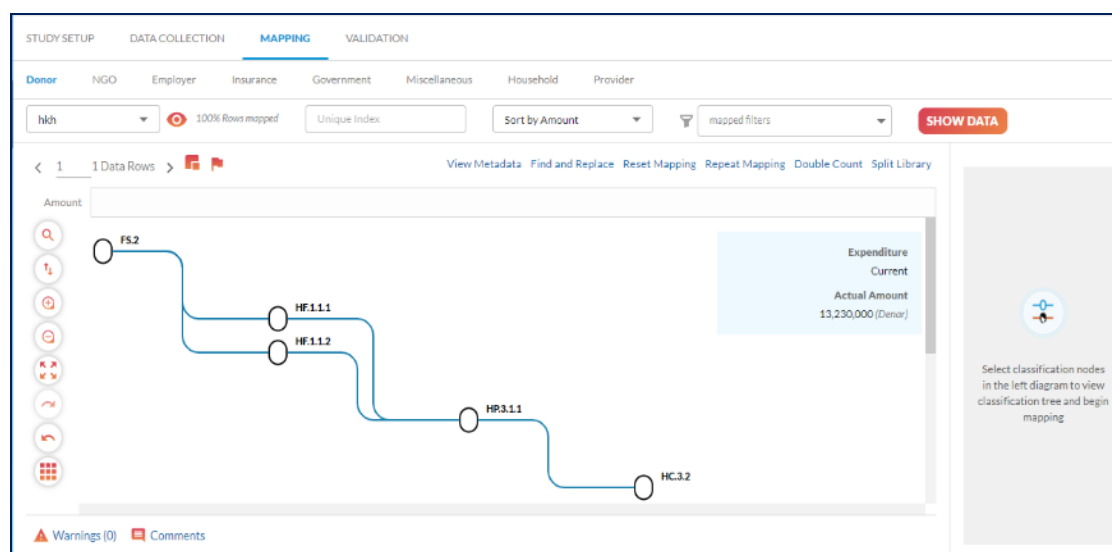 STUDY SETUP DATA COLLECTION MAPPING VALIDATION
Donor NGO Employer Insurance Government Miscellaneous Household Provider
hkh 100% Rows mapped Unique Index Sort by Amount mapped filters SHOW DATA
1 1 Data Rows View Metadata Find and Replace Reset Mapping Repeat Mapping Double Count Split Library
Amount
FS.2
Expenditure
Current
Actual Amount
13,230,000 (Denar)
HF.1.1.1
HF.1.1.2
HP.3.1.1
HC.3.2
Select classification nodes
in the left diagram to view
classification tree and begin
mapping
Warnings (0) Comments